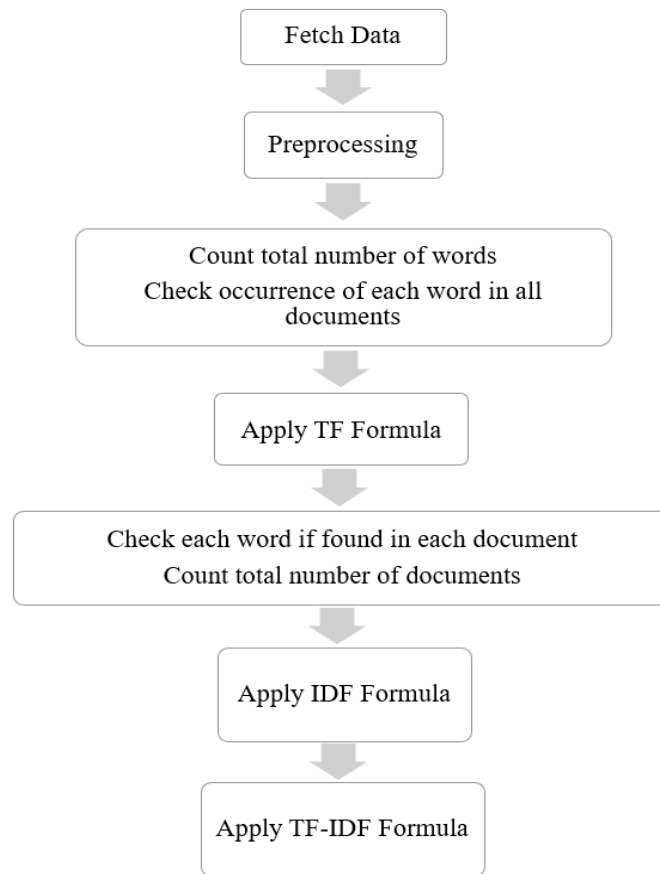 Fetch Data
Preprocessing
Count total number of words
Check occurrence of each word in all
documents
Apply TF Formula
Check each word if found in each document
Count total number of documents
Apply IDF Formula
Apply TF-IDF Formula